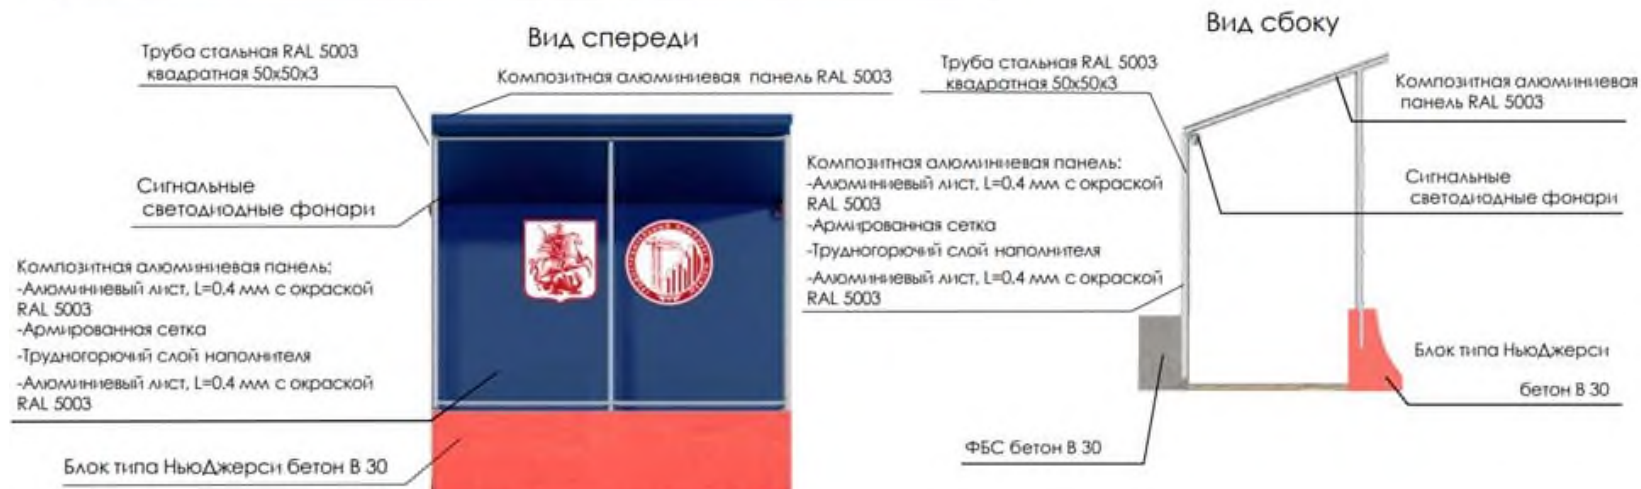 Вид спереди
Труба стальная RAL 5003
квадратная 50х50х3
Композитная алюминиевая панель RAL 5003
Сигнальные
светодиодные фонари
Композитная алюминиевая панель:
-Алюминиевый лист, L=0.4 мм с окраской
RAL 5003
-Армированная сетка
-Трудногорючий слой наполнителя
-Алюминиевый лист, L=0.4 мм с окраской
RAL 5003
Блок типа НьюДжерси бетон В 30
Вид сбоку
Труба стальная RAL 5003
квадратная 50х50х3
Композитная алюминиевая
панель RAL 5003
Композитная алюминиевая панель:
-Алюминиевый лист, L=0.4 мм с окраской
RAL 5003
-Армированная сетка
-Трудногорючий слой наполнителя
-Алюминиевый лист, L=0.4 мм с окраской
RAL 5003
Сигнальные
светодиодные фонари
Блок типа НьюДжерси
бетон В 30
ФБС бетон В 30